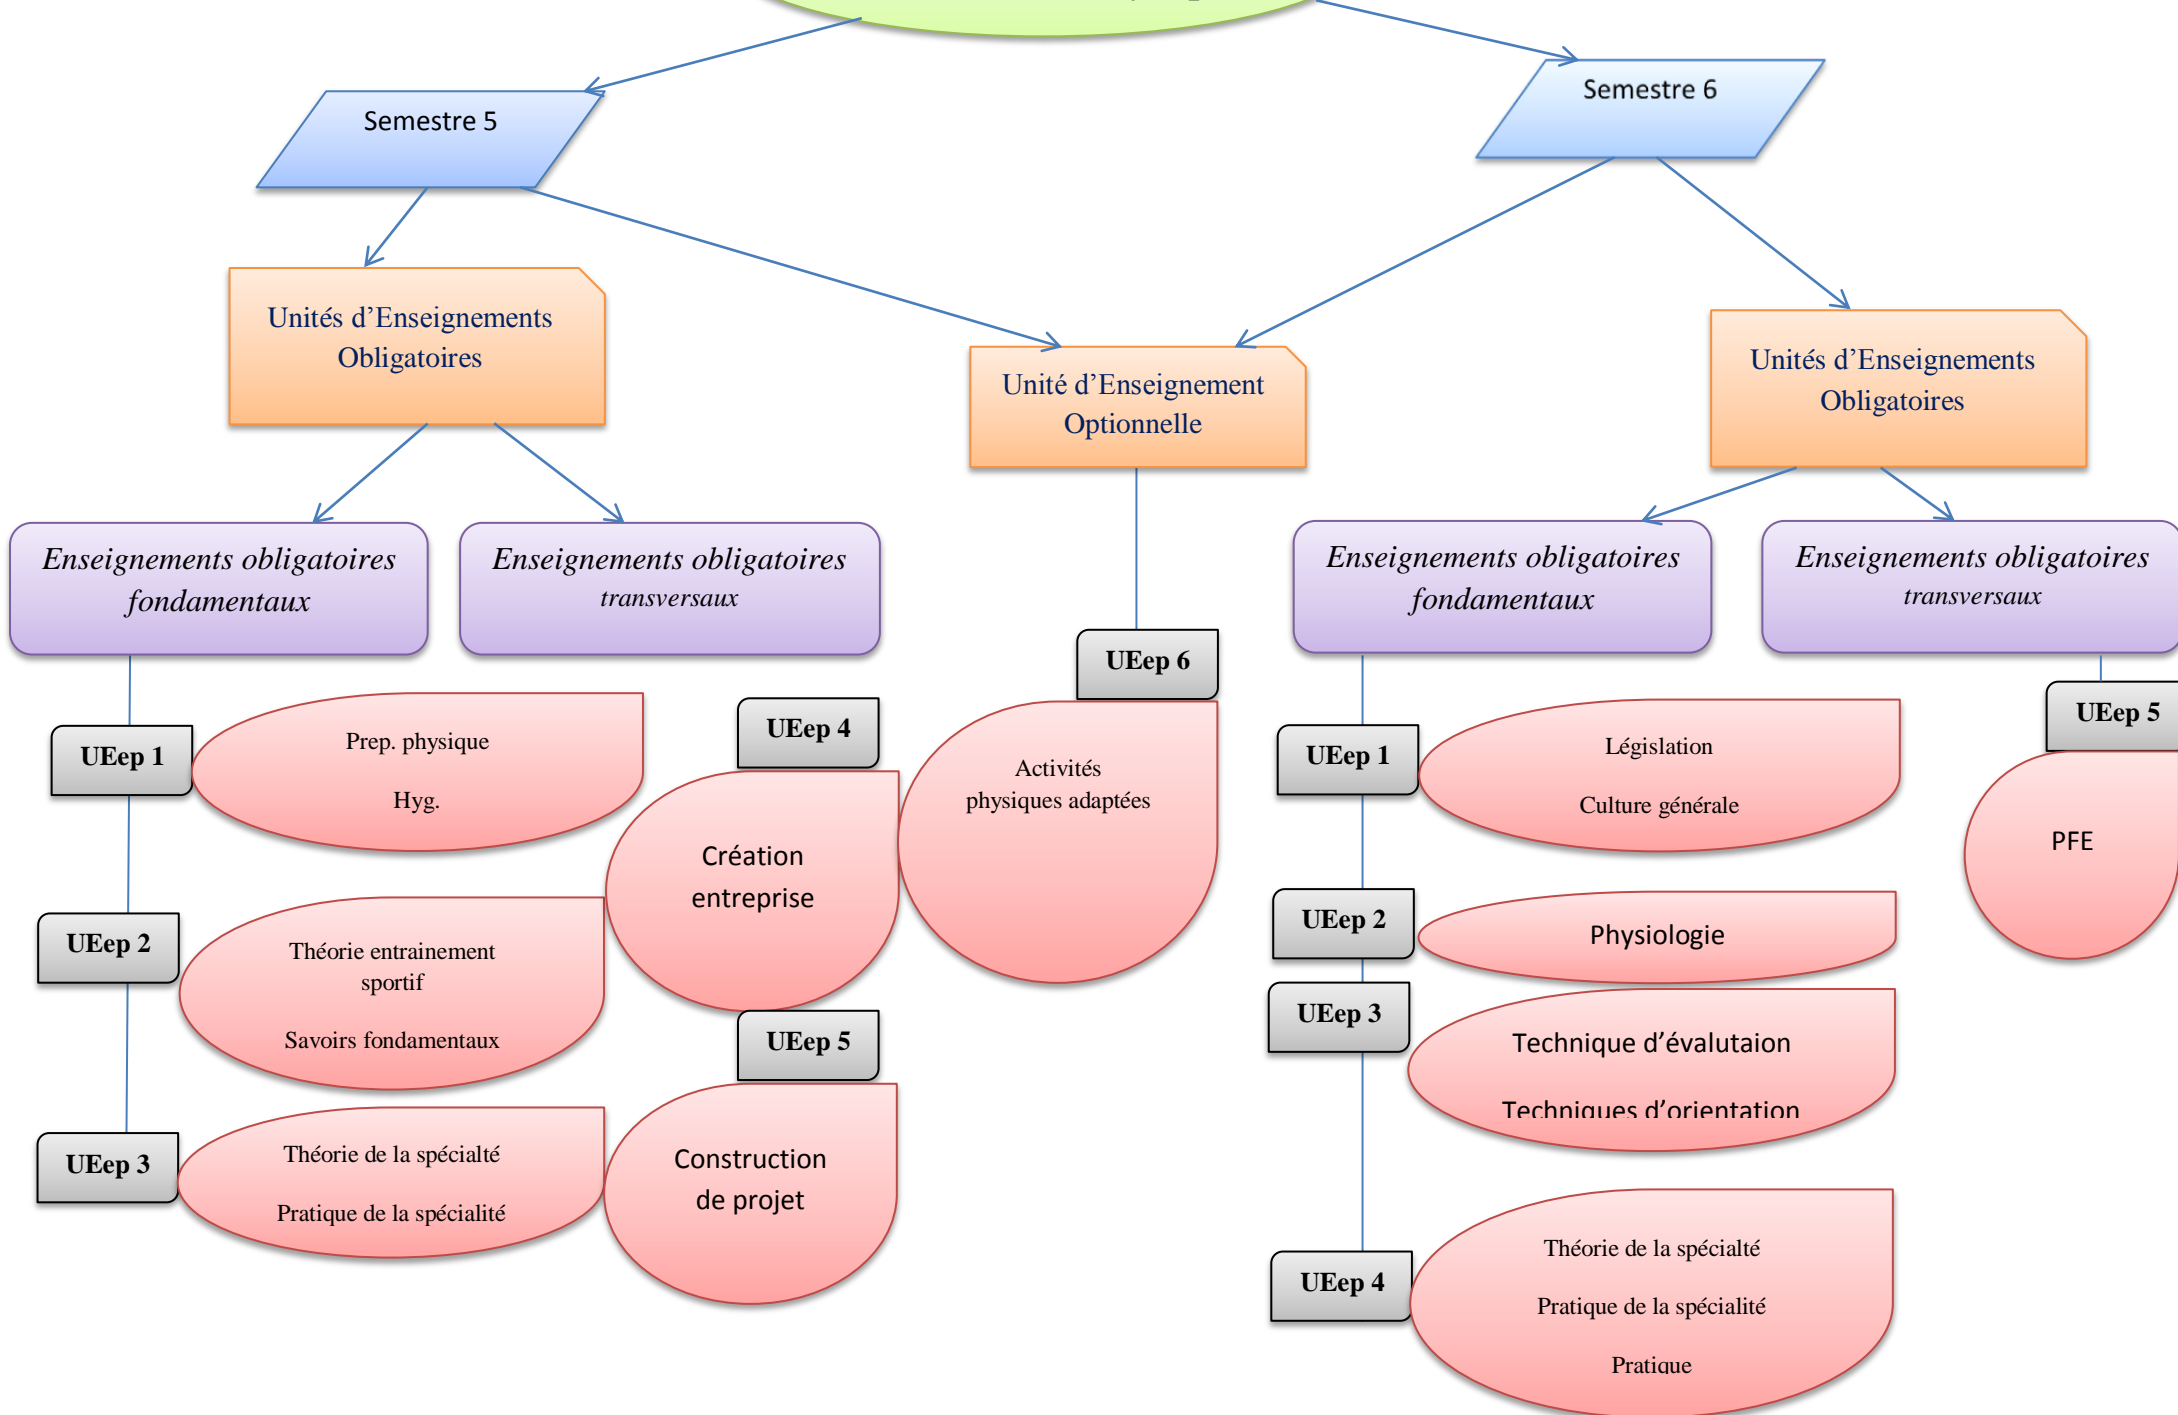 Semestre 5
Semestre 6
Unités d’Enseignements
Obligatoires
Unité d’Enseignement
Optionnelle
Unités d’Enseignements
Obligatoires
Enseignements obligatoires
fondamentaux
Enseignements obligatoires
transversaux
Enseignements obligatoires
fondamentaux
Enseignements obligatoires
transversaux
UEep 1
Prep. physique
Hyg.
UEep 2
Théorie entrainement
sportif
Savoirs fondamentaux
UEep 3
Théorie de la spécialté
Pratique de la spécialité
UEep 4
Création
entreprise
UEep 5
Construction
de projet
UEep 6
Activités
physiques adaptées
UEep 1
Législation
Culture générale
UEep 2
Physiologie
UEep 3
Technique d’évalutaion
Techniques d’orientation
UEep 4
Théorie de la spécialté
Pratique de la spécialité
Pratique
UEep 5
PFE